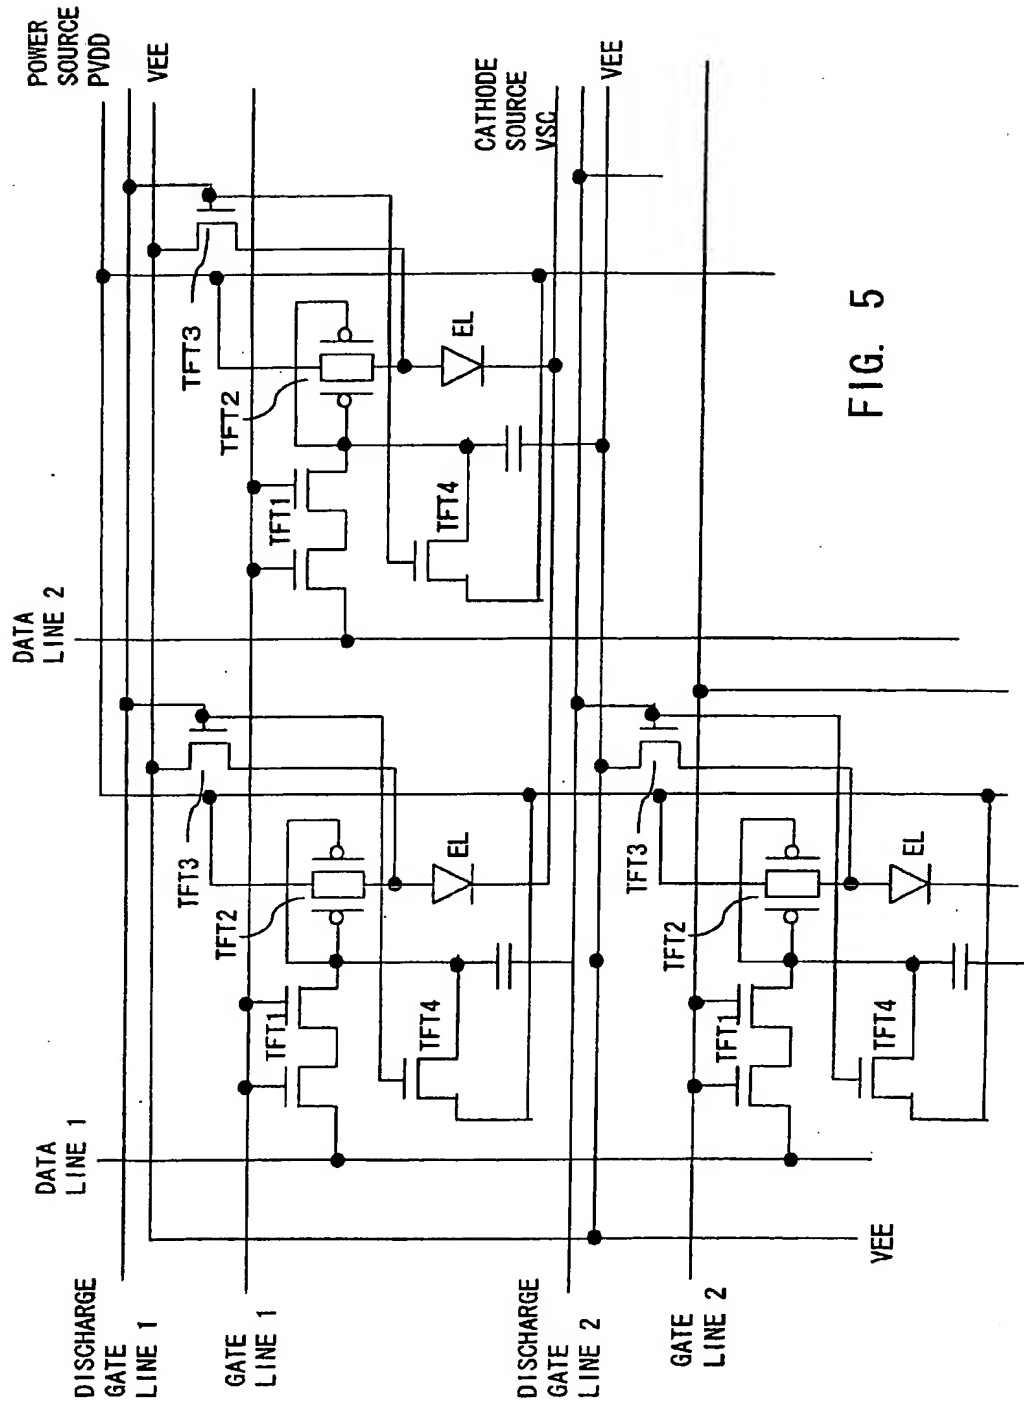 POWER
SOURCE
PVDD
VEE
CATHODE
SOURCE
VSC
VEE
DATA
LINE 2
TFT3
TFT2
EL
TFT1
TFT4
DATA
LINE 1
TFT3
TFT2
EL
TFT1
TFT4
TFT3
TFT2
EL
TFT1
TFT4
VEE
DISCHARGE
GATE
LINE 1
GATE
LINE 1
DISCHARGE
GATE
LINE 2
GATE
LINE 2
FIG. 5